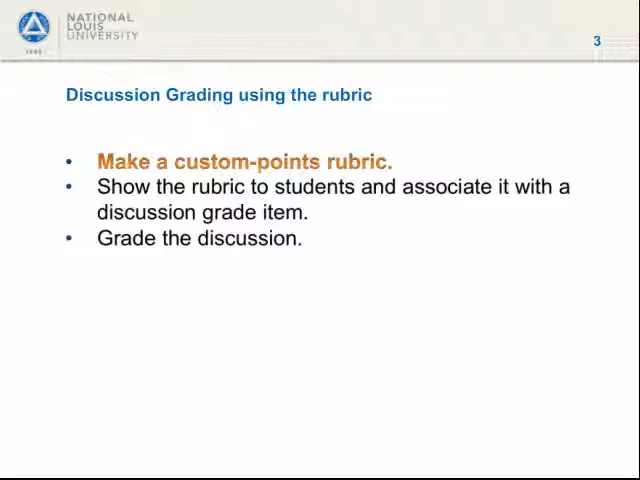 NATIONAL
LOUIS
UNIVERSITY
3
Discussion Grading using the rubric
• Make a custom-points rubric.
• Show the rubric to students and associate it with a
discussion grade item.
• Grade the discussion.